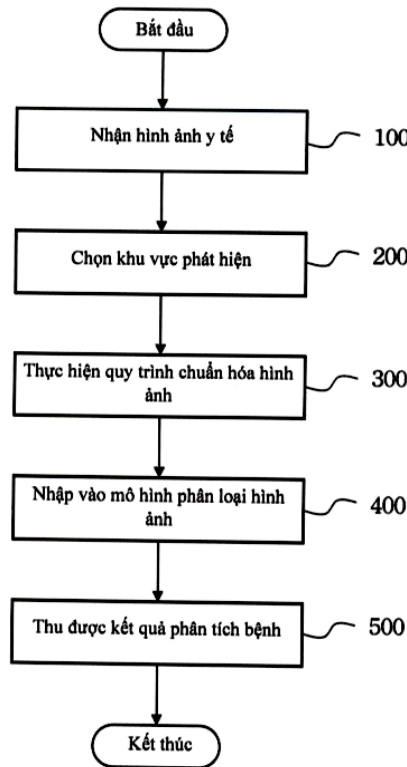 Bắt đầu
Nhận hình ảnh y tế
100
Chọn khu vực phát hiện
200
Thực hiện quy trình chuẩn hóa hình
ảnh
300
Nhập vào mô hình phân loại hình
ảnh
400
Thu được kết quả phân tích bệnh
500
Kết thúc